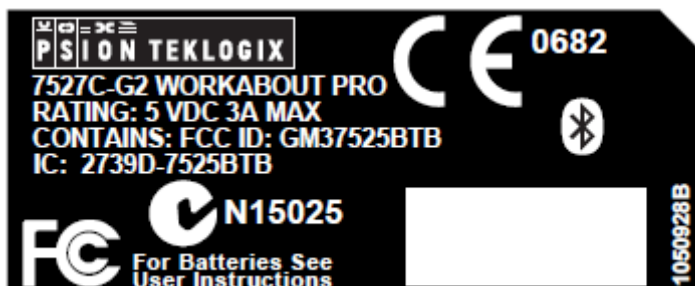 PSION TEKLOGIX
0682
7527C-G2 WORKABOUT PRO
RATING: 5 VDC 3A MAX
CONTAINS: FCC ID: GM37525BTB
IC: 2739D-7525BTB
N15025
FC
For Batteries See
User Instructions
1050928B